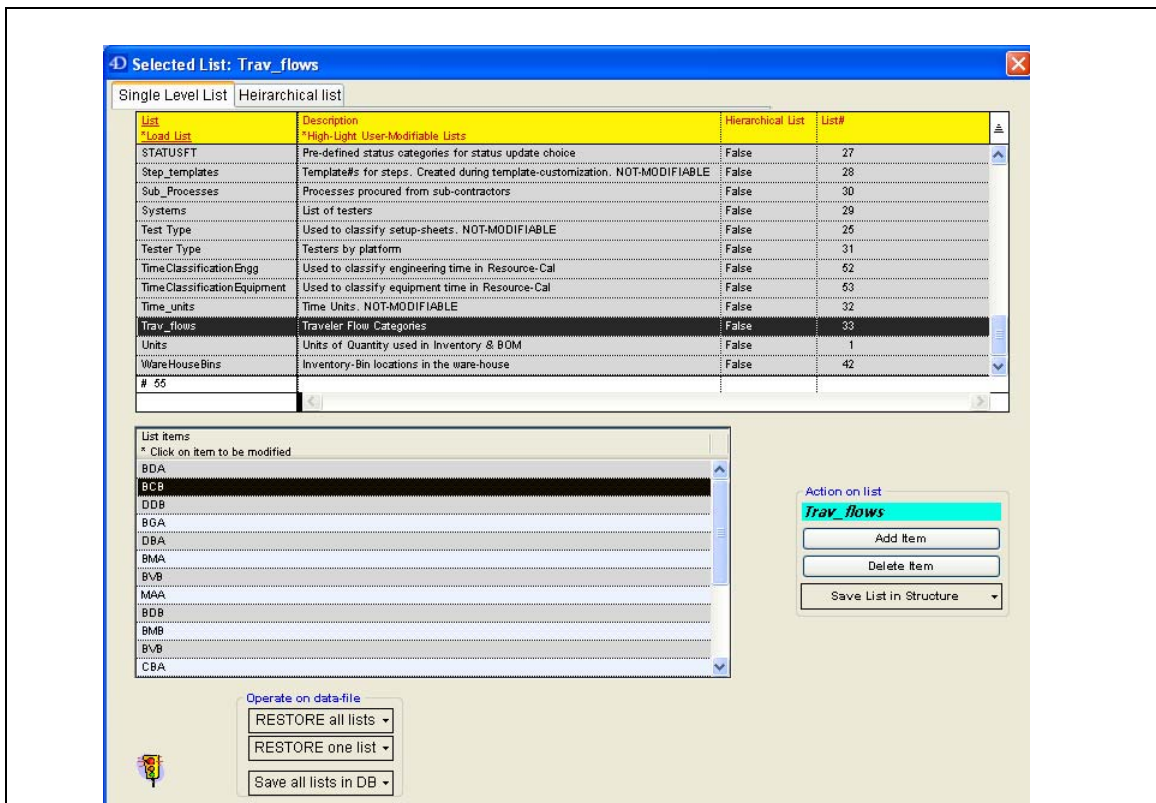 4D Selected List: Trav_flows
Single Level List Heirarchical list
List Description Hierarchical List List#
*Load List *High-Light User-Modifiable Lists
STATUSFT Pre-defined status categories for status update choice False 27
Step_templates Template#s for steps. Created during template-customization. NOT-MODIFIABLE False 28
Sub_Processes Processes procured from sub-contractors False 30
Systems List of testers False 29
Test Type Used to classify setup-sheets. NOT-MODIFIABLE False 25
Tester Type Testers by platform False 31
TimeClassificationEngg Used to classify engineering time in Resource-Cal False 52
TimeClassificationEquipment Used to classify equipment time in Resource-Cal False 53
Time_units Time Units. NOT-MODIFIABLE False 32
Trav_flows Traveler Flow Categories False 33
Units Units of Quantity used in Inventory & BOM False 1
WareHouseBins Inventory-Bin locations in the ware-house False 42
# 55
List items
* Click on item to be modified
BDA
BCB
DDB
BGA
DBA
BMA
BVB
MAA
BDB
BMB
BVB
CBA
Action on list
Trav_flows
Add Item
Delete Item
Save List in Structure
Operate on data-file
RESTORE all lists
RESTORE one list
Save all lists in DB